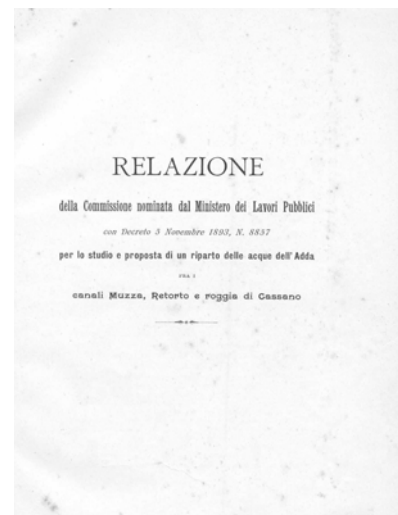 RELAZIONE
della Commissione nominata dal Ministero dei Lavori Pubblici
con Decreto 3 Novembre 1893, N. 8837
per lo studio e proposta di un riparto delle acque dell'Adda
FRA I
canali Muzza, Retorto e roggia di Cassano